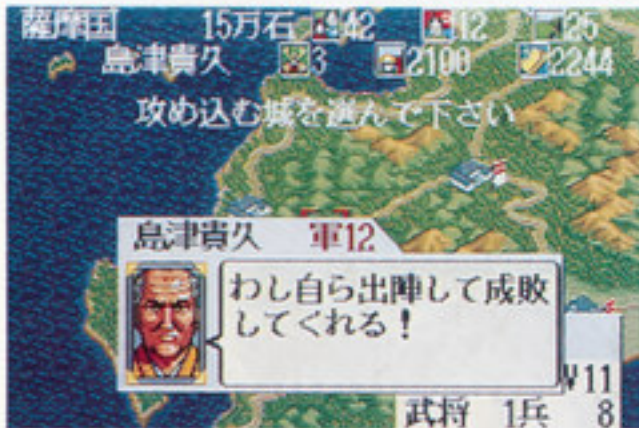 薩摩国 15万石 42 12 25
島津貴久 3 2100 2244
攻め込む城を選んで下さい
島津貴久 軍12
わし自ら出陣して成敗
してくれる！
11
武将 1兵 8